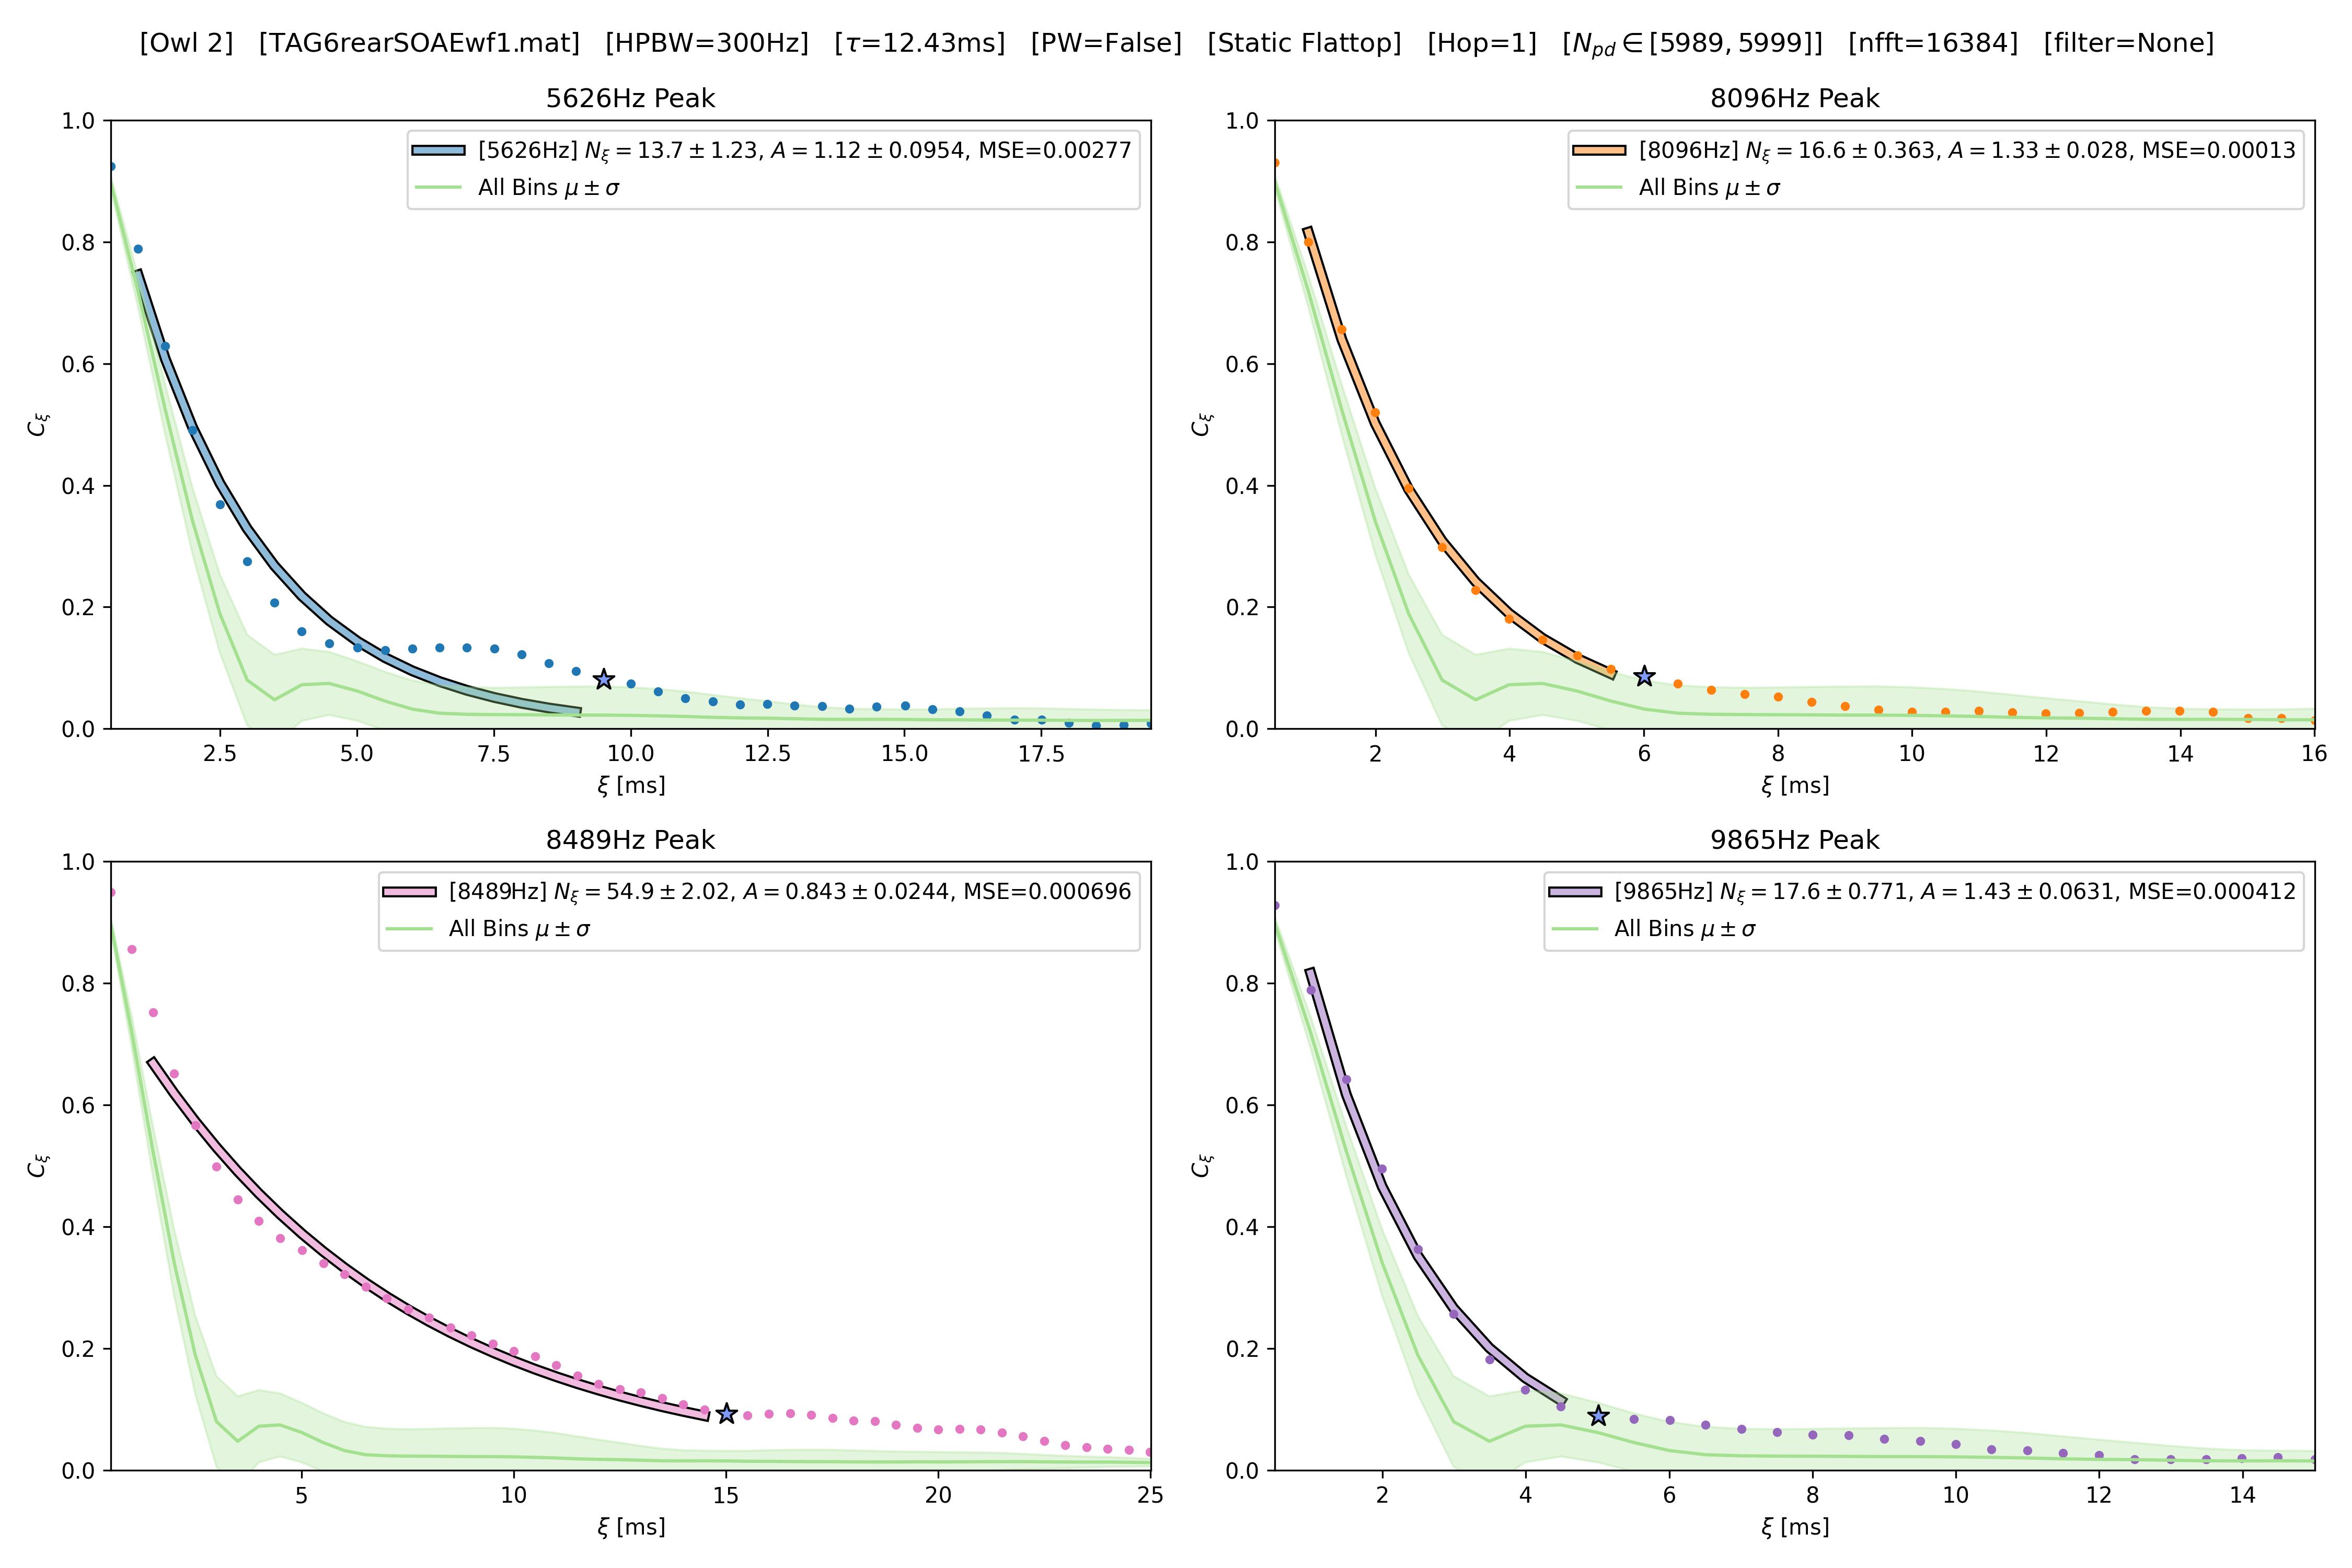 [Owl 2] [TAG6rearSOAEwf1.mat] [HPBW=300Hz] [τ=12.43ms] [PW=False] [Static Flattop] [Hop=1] [N_pd ∈ [5989, 5999]] [nfft=16384] [filter=None]
5626Hz Peak
[5626Hz] N_ξ = 13.7 ± 1.23, A = 1.12 ± 0.0954, MSE=0.00277
All Bins μ ± σ
1.0
0.8
0.6
0.4
0.2
0.0
C_ξ
2.5 5.0 7.5 10.0 12.5 15.0 17.5
ξ [ms]
8096Hz Peak
[8096Hz] N_ξ = 16.6 ± 0.363, A = 1.33 ± 0.028, MSE=0.00013
All Bins μ ± σ
1.0
0.8
0.6
0.4
0.2
0.0
C_ξ
2 4 6 8 10 12 14 16
ξ [ms]
8489Hz Peak
[8489Hz] N_ξ = 54.9 ± 2.02, A = 0.843 ± 0.0244, MSE=0.000696
All Bins μ ± σ
1.0
0.8
0.6
0.4
0.2
0.0
C_ξ
5 10 15 20 25
ξ [ms]
9865Hz Peak
[9865Hz] N_ξ = 17.6 ± 0.771, A = 1.43 ± 0.0631, MSE=0.000412
All Bins μ ± σ
1.0
0.8
0.6
0.4
0.2
0.0
C_ξ
2 4 6 8 10 12 14
ξ [ms]